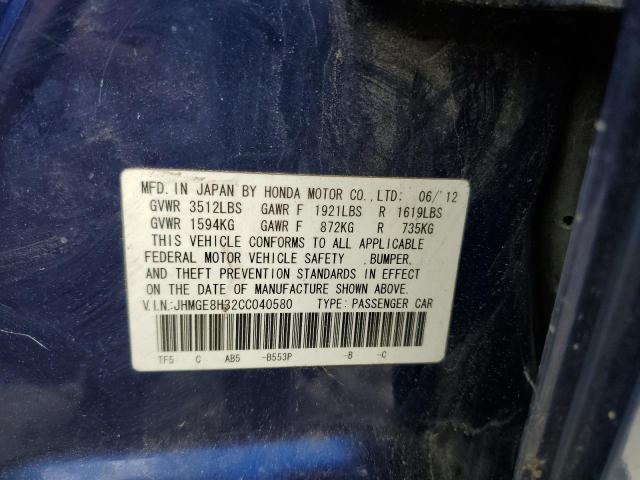 MFD. IN JAPAN BY HONDA MOTOR CO.,LTD: 06/'12
GVWR 3512LBS GAWR F 1921LBS R 1619LBS
GVWR 1594KG GAWR F 872KG R 735KG
THIS VEHICLE CONFORMS TO ALL APPLICABLE
FEDERAL MOTOR VEHICLE SAFETY ,BUMPER,
AND THEFT PREVENTION STANDARDS IN EFFECT
ON THE DATE OF MANUFACTURE SHOWN ABOVE.
V.IN.:JHMGE8H32CC040580 TYPE: PASSENGER CAR
TF5 C AB5 -B553P -B -C